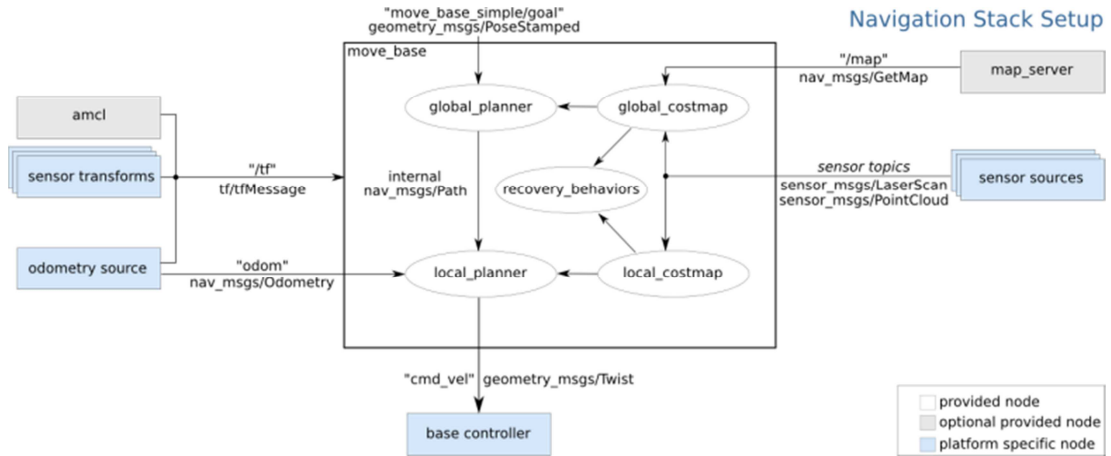 Navigation Stack Setup
"move_base_simple/goal"
geometry_msgs/PoseStamped
move_base
"/map"
nav_msgs/GetMap
map_server
amcl
global_planner
global_costmap
sensor transforms
"/tf"
tf/tfMessage
internal
nav_msgs/Path
recovery_behaviors
sensor topics
sensor_msgs/LaserScan
sensor_msgs/PointCloud
sensor sources
odometry source
"odom"
nav_msgs/Odometry
local_planner
local_costmap
"cmd_vel" geometry_msgs/Twist
base controller
provided node
optional provided node
platform specific node